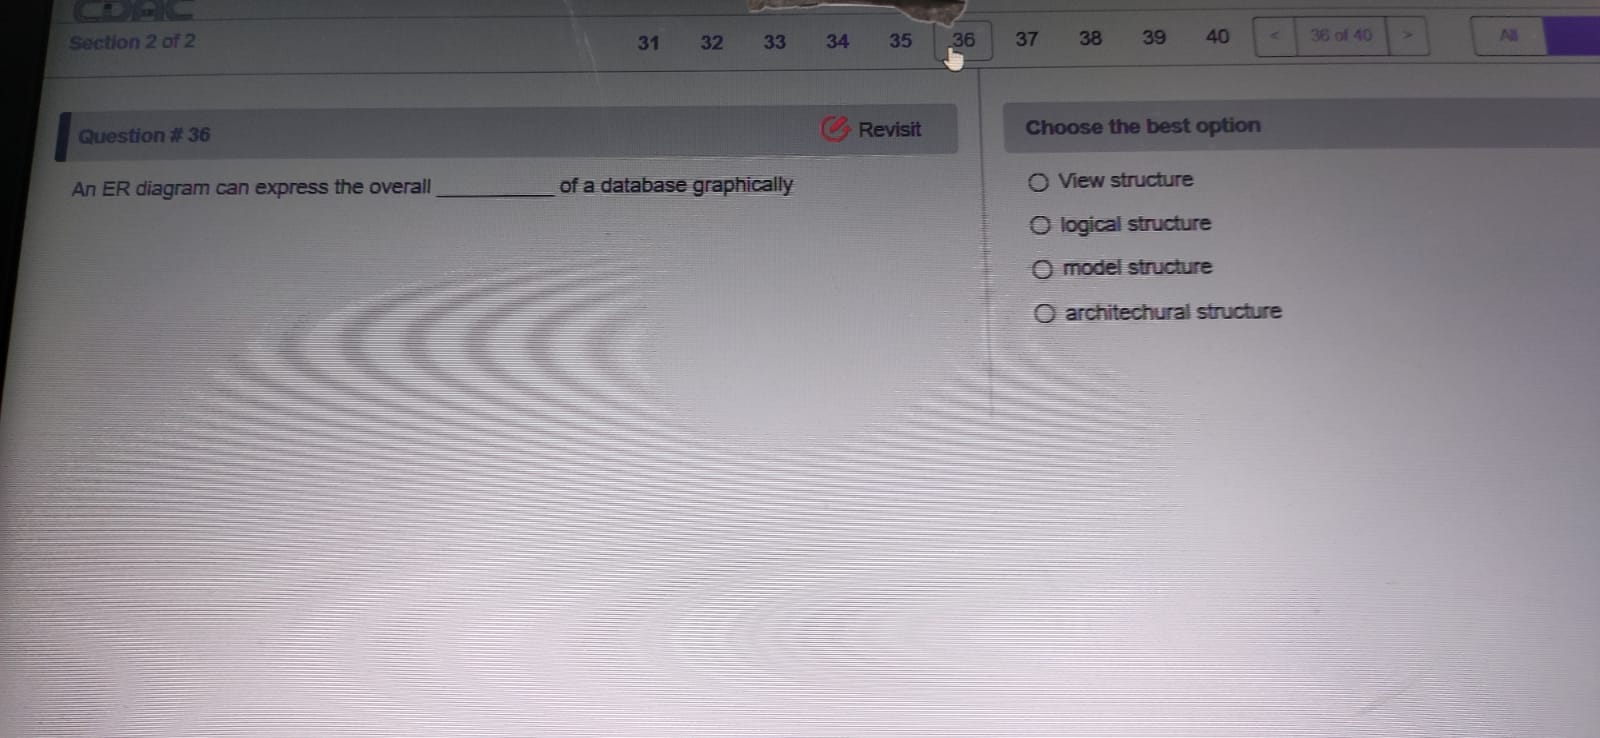 CDAC
Section 2 of 2
31 32 33 34 35 36 37 38 39 40 < 36 of 40 > All
Question # 36
Revisit
An ER diagram can express the overall __________ of a database graphically
Choose the best option
View structure
logical structure
model structure
architechural structure